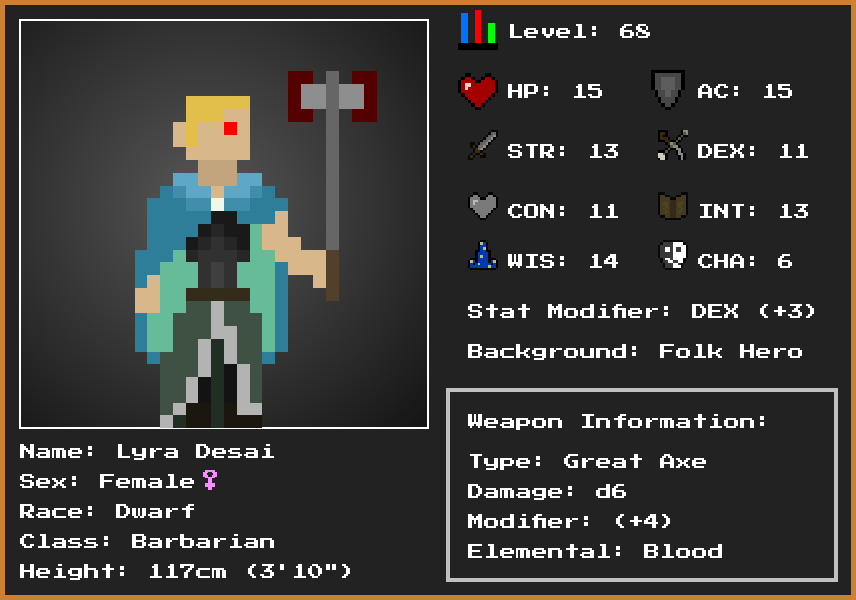 Level: 68
HP: 15
AC: 15
STR: 13
DEX: 11
CON: 11
INT: 13
WIS: 14
CHA: 6
Stat Modifier: DEX (+3)
Background: Folk Hero
Weapon Information:
Type: Great Axe
Damage: d6
Modifier: (+4)
Elemental: Blood
Name: Lyra Desai
Sex: Female♀
Race: Dwarf
Class: Barbarian
Height: 117cm (3'10")